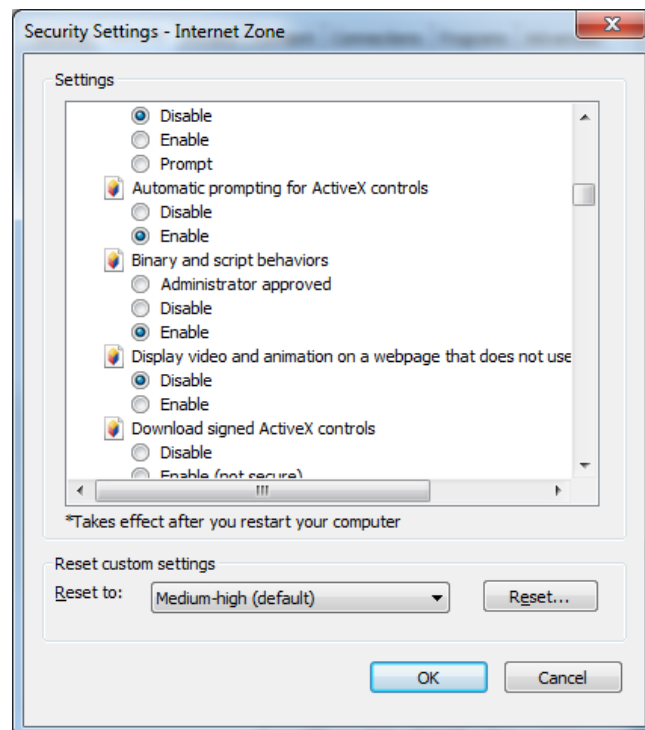 Security Settings - Internet Zone
Settings
Disable
Enable
Prompt
Automatic prompting for ActiveX controls
Disable
Enable
Binary and script behaviors
Administrator approved
Disable
Enable
Display video and animation on a webpage that does not use
Disable
Enable
Download signed ActiveX controls
Disable
Enable (not secure)
*Takes effect after you restart your computer
Reset custom settings
Reset to: Medium-high (default) Reset...
OK Cancel